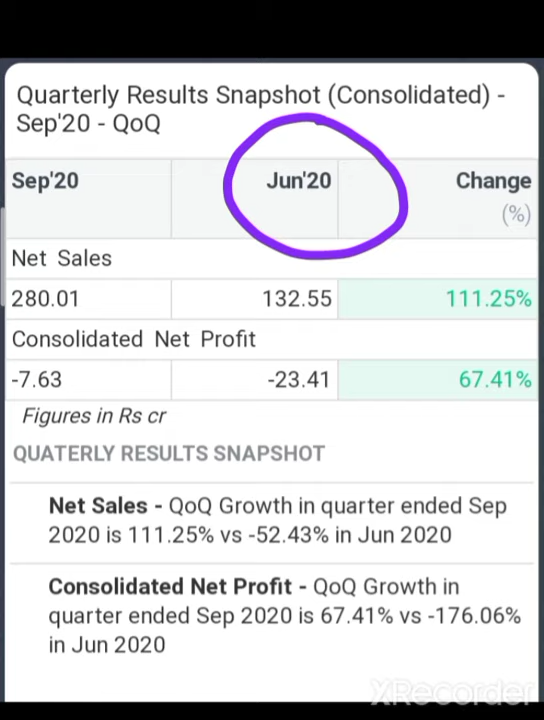 Quarterly Results Snapshot (Consolidated) -
Sep'20 - QoQ
Sep'20 Jun'20 Change
(%)
Net Sales
280.01 132.55 111.25%
Consolidated Net Profit
-7.63 -23.41 67.41%
Figures in Rs cr
QUATERLY RESULTS SNAPSHOT
Net Sales - QoQ Growth in quarter ended Sep
2020 is 111.25% vs -52.43% in Jun 2020
Consolidated Net Profit - QoQ Growth in
quarter ended Sep 2020 is 67.41% vs -176.06%
in Jun 2020
XRecorder